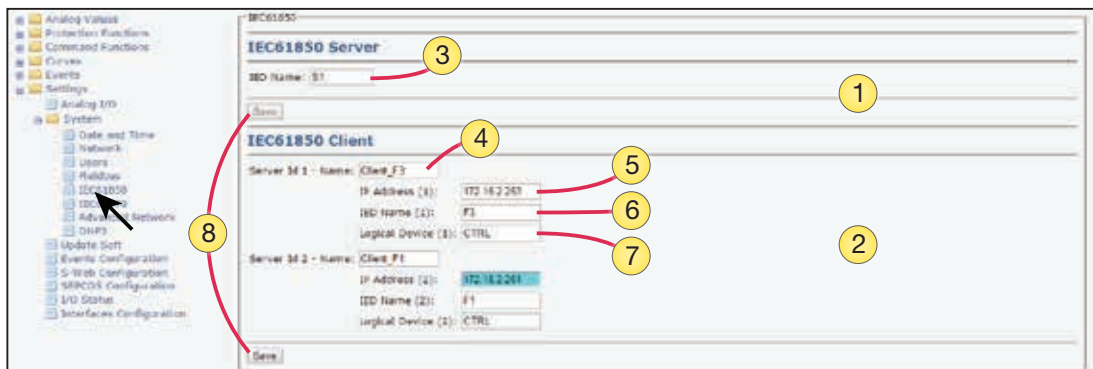 Analog Values
Protection Functions
Command Functions
Curves
Events
Settings
Analog I/O
System
Date and Time
Network
Users
Fieldbus
IEC61850
Advanced Network
DNP3
Update Soft
Events Configuration
S-Web Configuration
SEPCOS Configuration
I/O Status
Interfaces Configuration
IEC61850
IEC61850 Server
IED Name: S1
Save
IEC61850 Client
Server Id 1 - Name: Client_F3
IP Address (1):
IED Name (1): F3
Logical Device (1): CTRL
Server Id 2 - Name: Client_F1
IP Address (2):
IED Name (2): F1
Logical Device (2): CTRL
Save
1
2
3
4
5
6
7
8